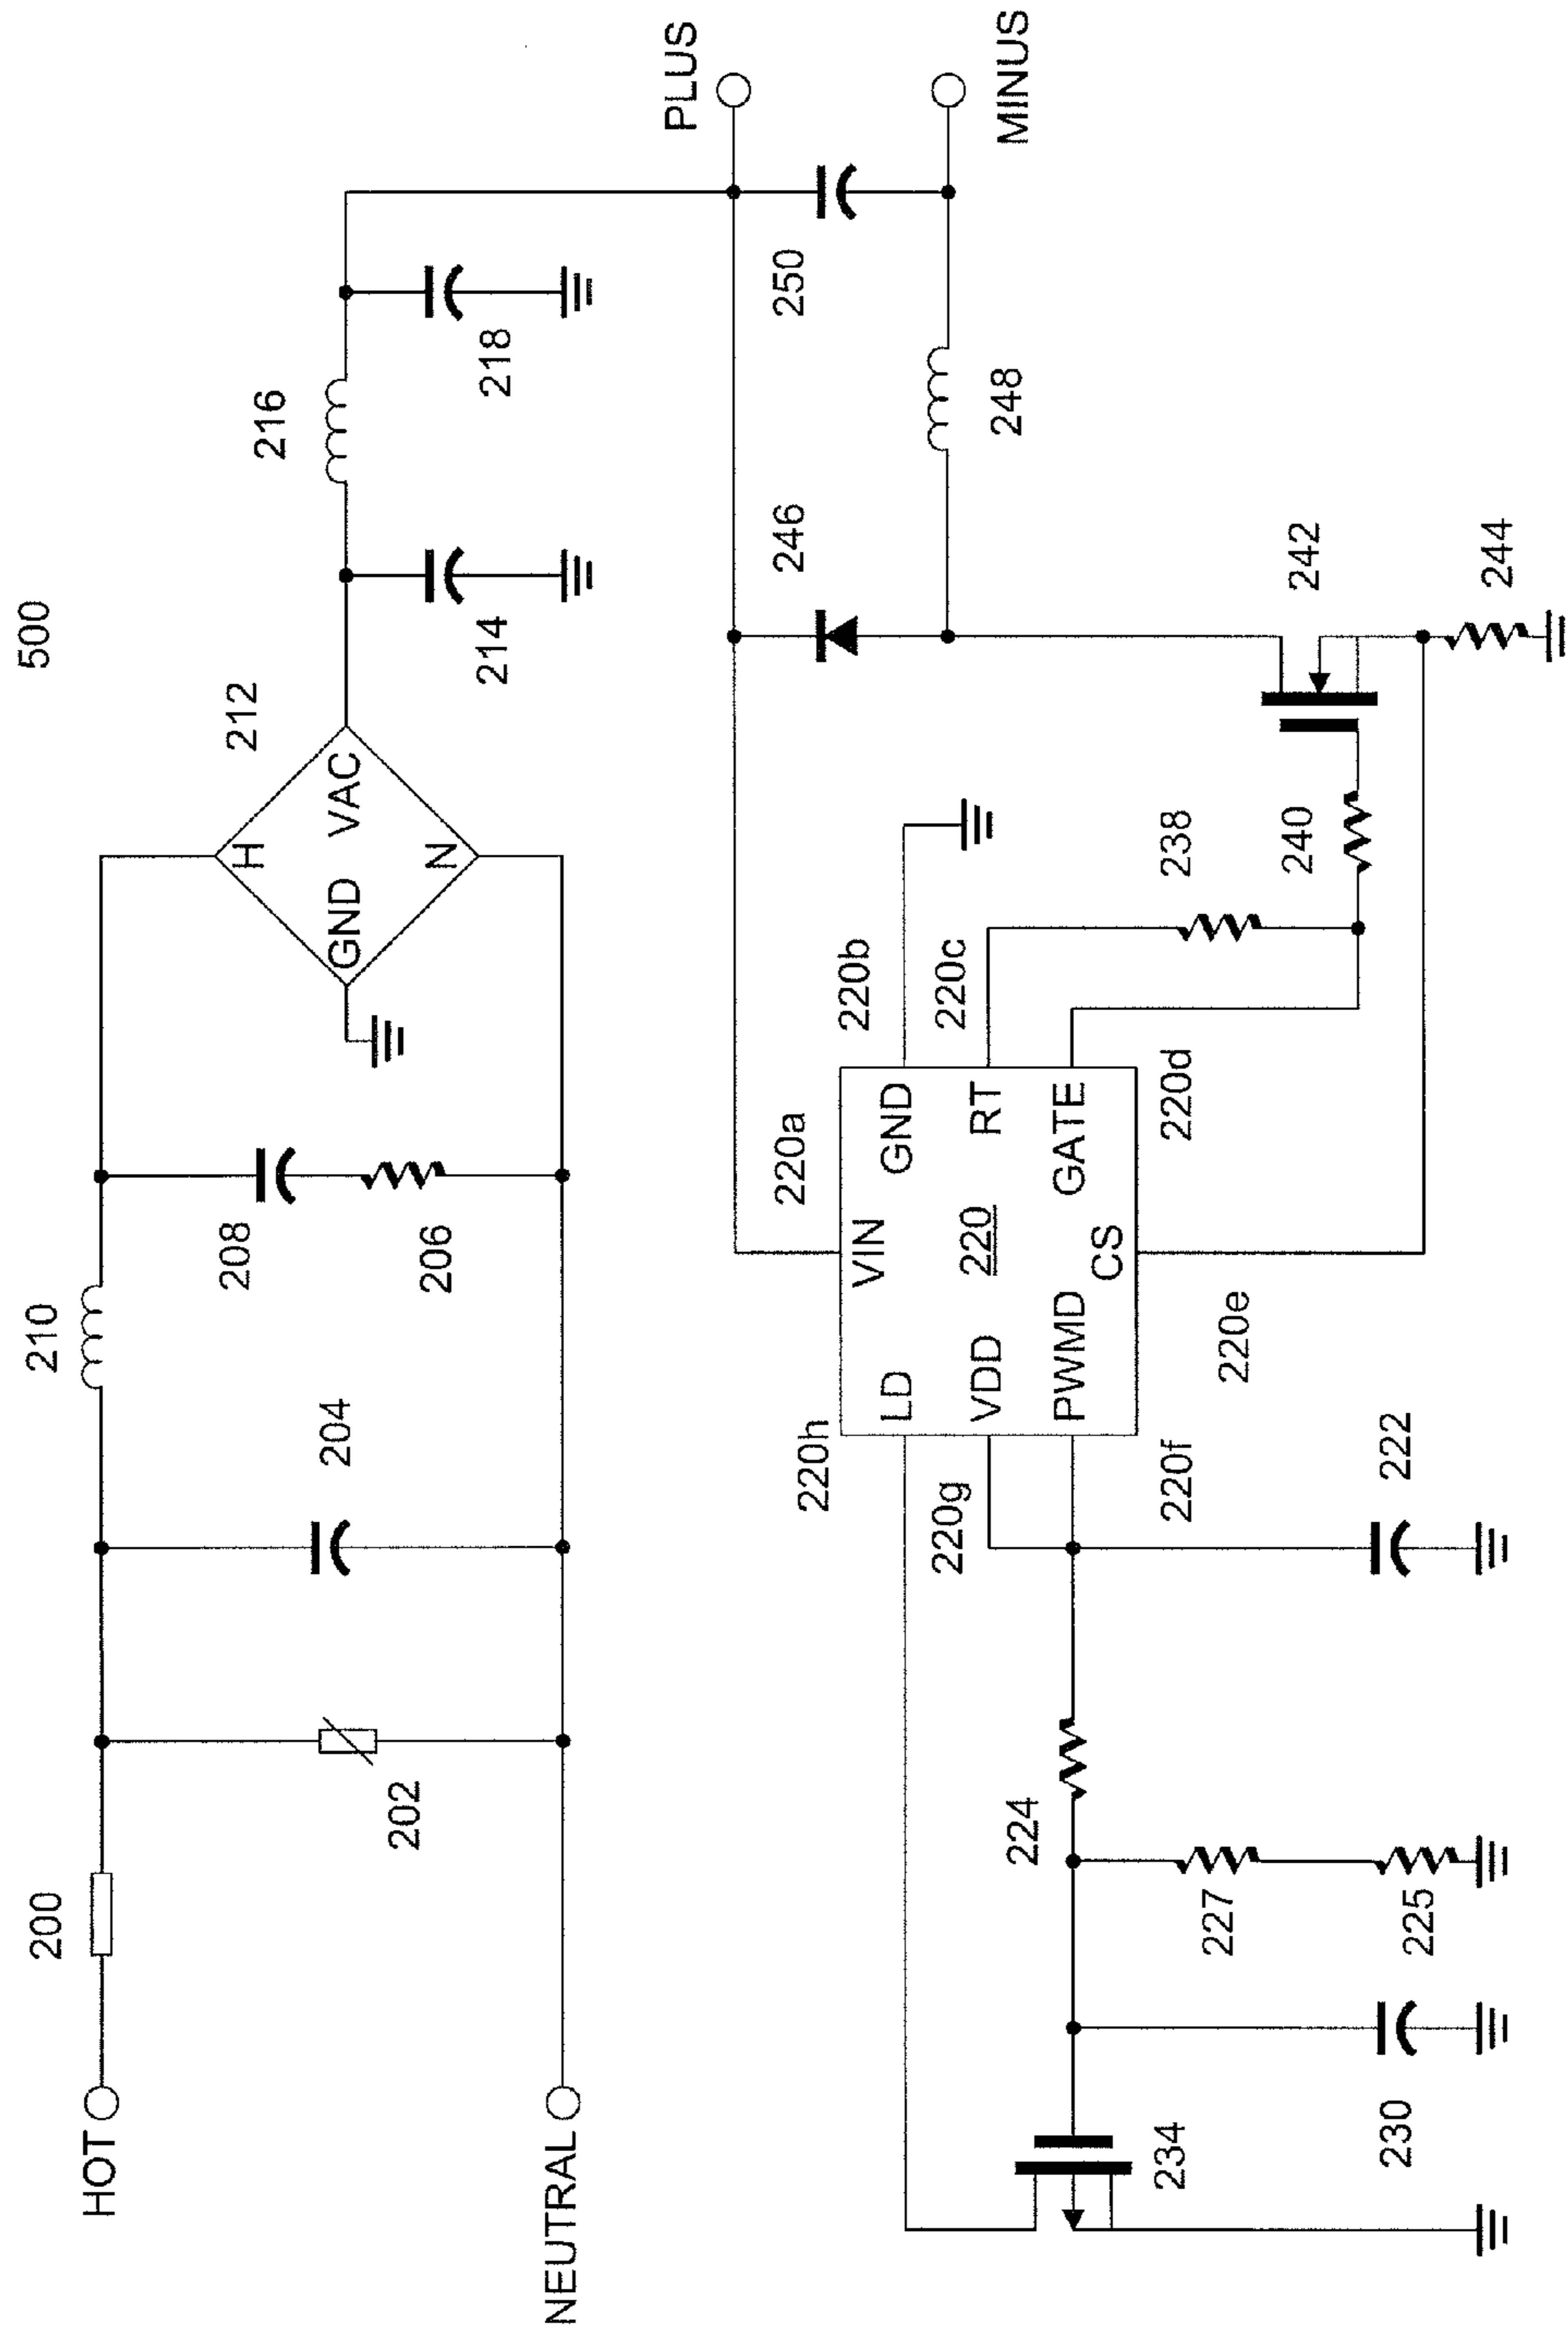 500
HOT
200
202
204
210
208
206
212
H
GND VAC
N
214
216
218
NEUTRAL
PLUS
MINUS
250
246
248
220a
220b
220c
220d
220e
220f
220g
220h
VIN
GND
LD
220
RT
VDD
GATE
PWMD
CS
238
240
242
244
222
224
227
225
230
234